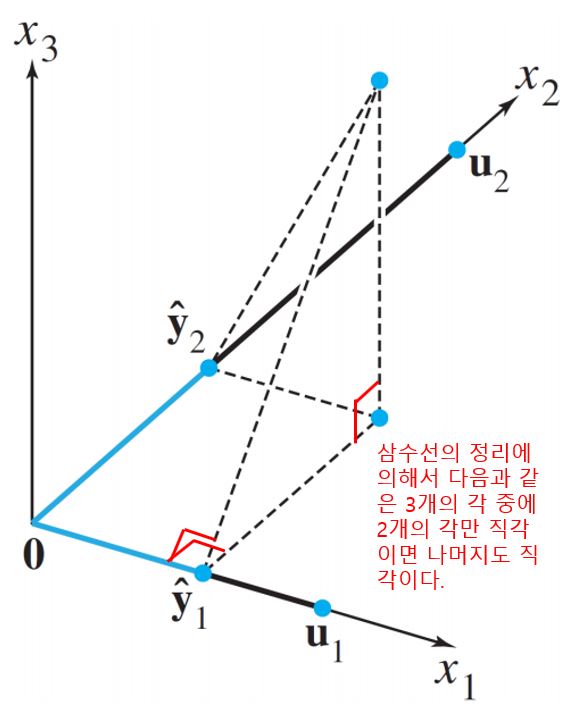 x3
x2
u2
ŷ2
삼수선의 정리에
의해서 다음과 같
은 3개의 각 중에
2개의 각만 직각
이면 나머지도 직
각이다.
0
ŷ1
u1
x1